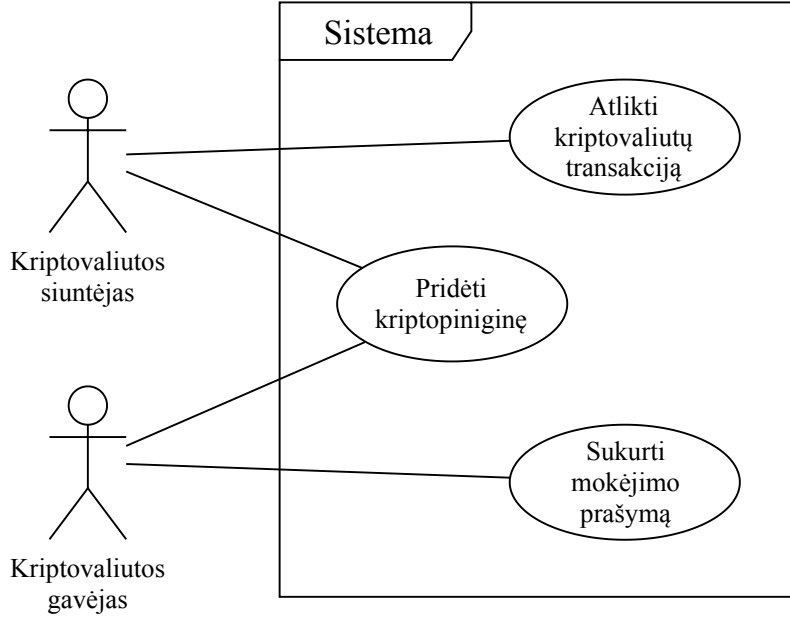 Sistema
Atlikti
kriptovaliutų
transakciją
Kriptovaliutos
siuntėjas
Pridėti
kriptopiniginę
Sukurti
mokėjimo
prašymą
Kriptovaliutos
gavėjas